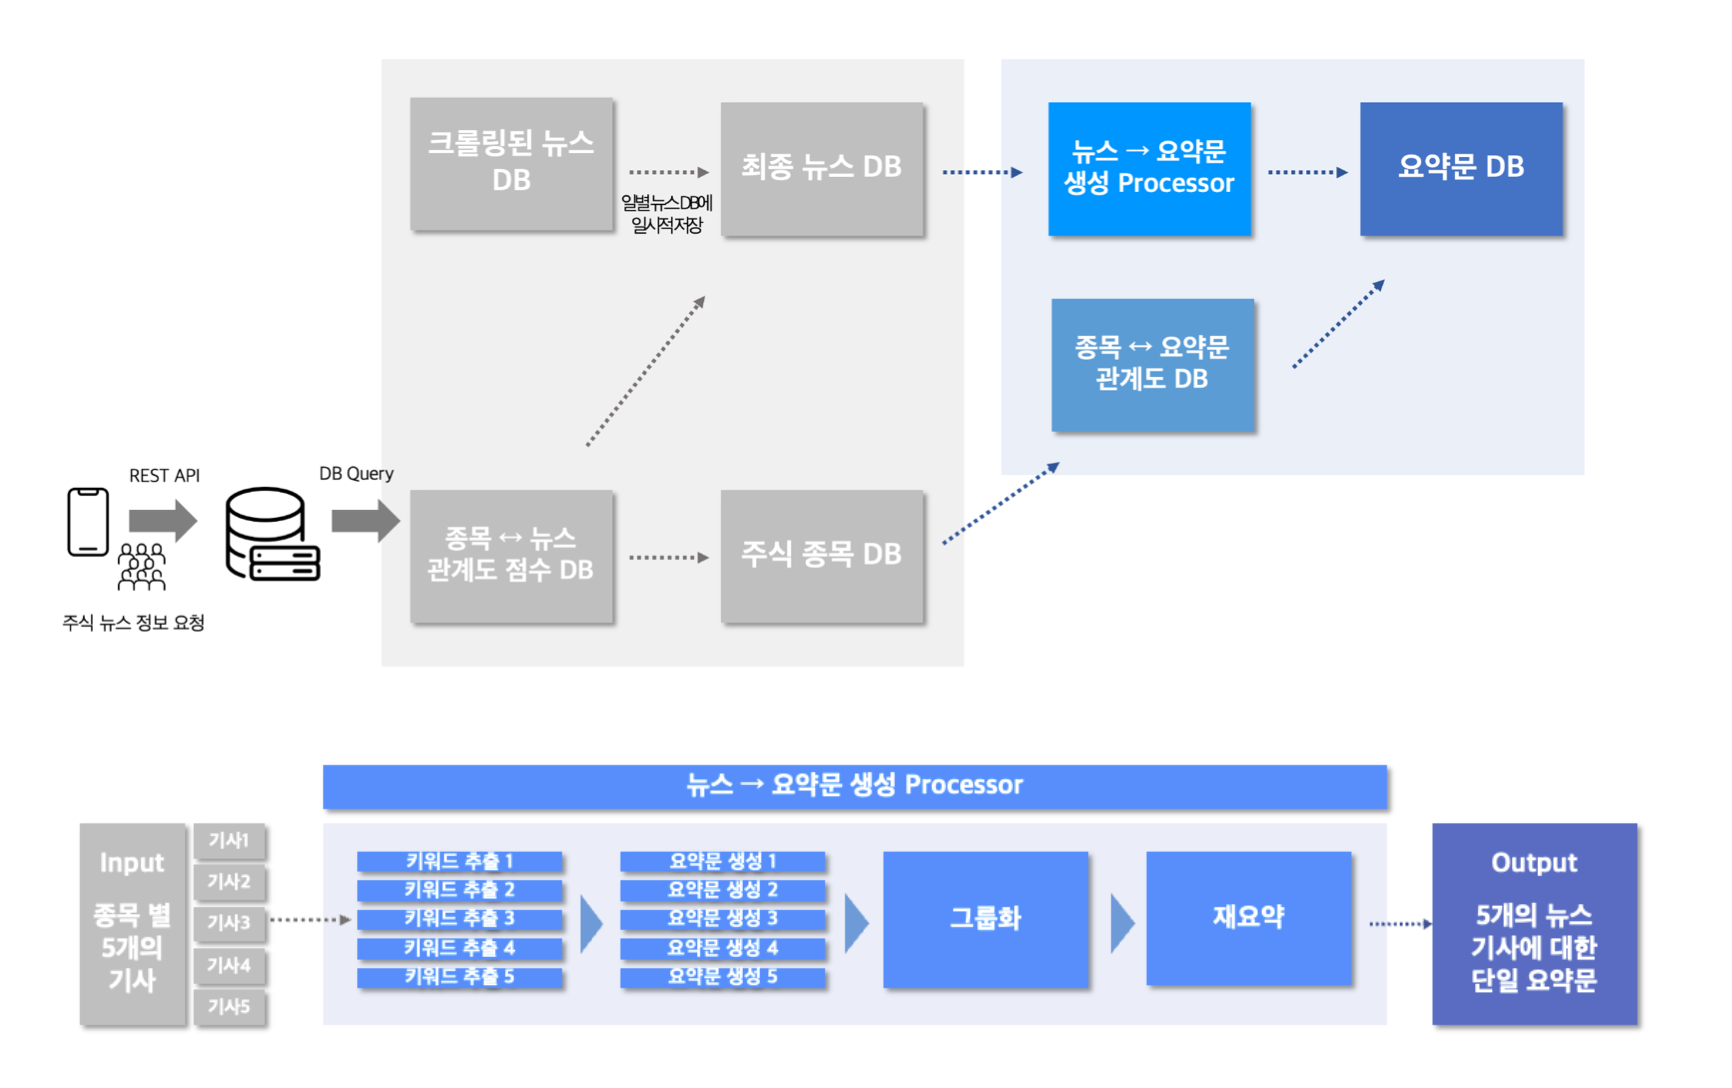 크롤링된 뉴스
DB
일별 뉴스 DB에
일시적 저장
최종 뉴스 DB
뉴스 → 요약문
생성 Processor
요약문 DB
종목 ↔ 요약문
관계도 DB
REST API
DB Query
주식 뉴스 정보 요청
종목 ↔ 뉴스
관계도 점수 DB
주식 종목 DB
뉴스 → 요약문 생성 Processor
Input
종목 별
5개의
기사
기사1
기사2
기사3
기사4
기사5
키워드 추출 1
키워드 추출 2
키워드 추출 3
키워드 추출 4
키워드 추출 5
요약문 생성 1
요약문 생성 2
요약문 생성 3
요약문 생성 4
요약문 생성 5
그룹화
재요약
Output
5개의 뉴스
기사에 대한
단일 요약문